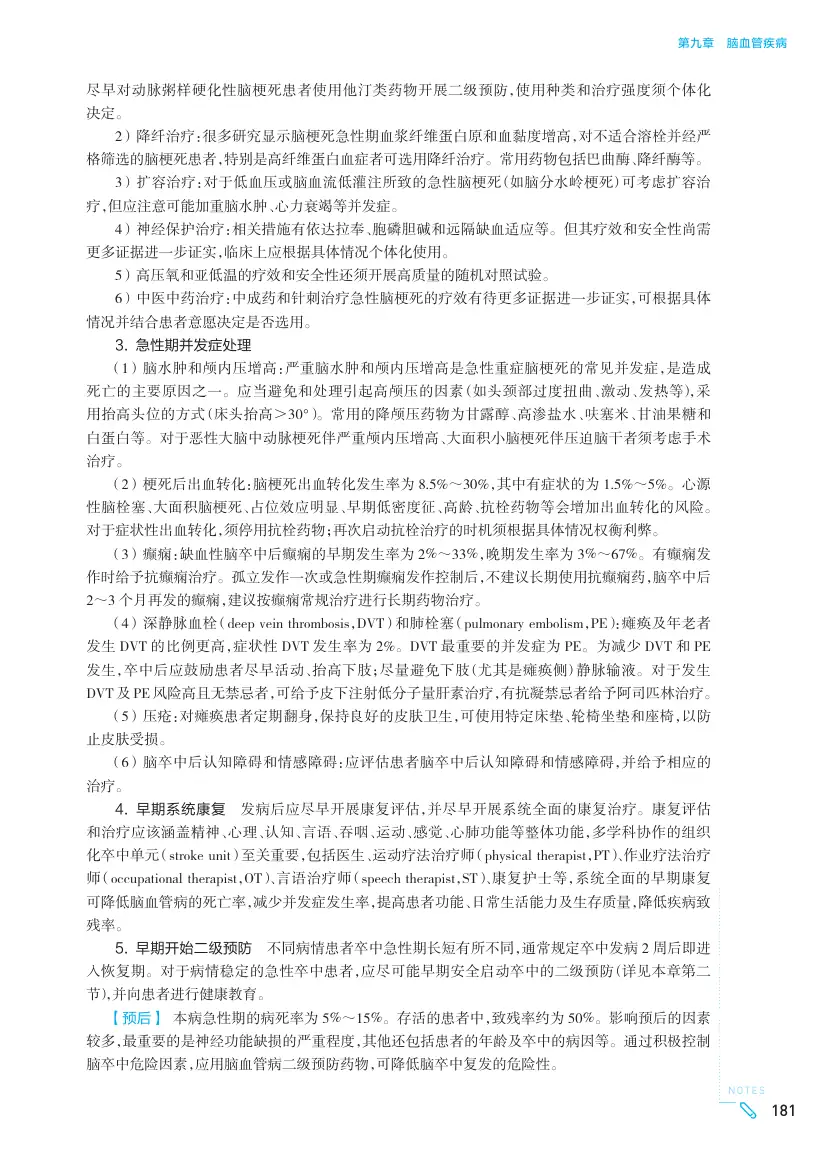 第九章 脑血管疾病
尽早对动脉粥样硬化性脑梗死患者使用他汀类药物开展二级预防,使用种类和治疗强度须个体化
决定。
2）降纤治疗:很多研究显示脑梗死急性期血浆纤维蛋白原和血黏度增高,对不适合溶栓并经严
格筛选的脑梗死患者,特别是高纤维蛋白血症者可选用降纤治疗。常用药物包括巴曲酶、降纤酶等。
3）扩容治疗:对于低血压或脑血流低灌注所致的急性脑梗死(如脑分水岭梗死)可考虑扩容治
疗,但应注意可能加重脑水肿、心力衰竭等并发症。
4）神经保护治疗:相关措施有依达拉奉、胞磷胆碱和远隔缺血适应等。但其疗效和安全性尚需
更多证据进一步证实,临床上应根据具体情况个体化使用。
5）高压氧和亚低温的疗效和安全性还须开展高质量的随机对照试验。
6）中医中药治疗:中成药和针刺治疗急性脑梗死的疗效有待更多证据进一步证实,可根据具体
情况并结合患者意愿决定是否选用。
3. 急性期并发症处理
（1）脑水肿和颅内压增高:严重脑水肿和颅内压增高是急性重症脑梗死的常见并发症,是造成
死亡的主要原因之一。应当避免和处理引起高颅压的因素(如头颈部过度扭曲、激动、发热等),采
用抬高头位的方式(床头抬高＞30°)。常用的降颅压药物为甘露醇、高渗盐水、呋塞米、甘油果糖和
白蛋白等。对于恶性大脑中动脉梗死伴严重颅内压增高、大面积小脑梗死伴压迫脑干者须考虑手术
治疗。
（2）梗死后出血转化:脑梗死出血转化发生率为 8.5%～30%,其中有症状的为 1.5%～5%。心源
性脑栓塞、大面积脑梗死、占位效应明显、早期低密度征、高龄、抗栓药物等会增加出血转化的风险。
对于症状性出血转化,须停用抗栓药物;再次启动抗栓治疗的时机须根据具体情况权衡利弊。
（3）癫痫:缺血性脑卒中后癫痫的早期发生率为 2%～33%,晚期发生率为 3%～67%。有癫痫发
作时给予抗癫痫治疗。孤立发作一次或急性期癫痫发作控制后,不建议长期使用抗癫痫药,脑卒中后
2～3 个月再发的癫痫,建议按癫痫常规治疗进行长期药物治疗。
（4）深静脉血栓(deep vein thrombosis,DVT)和肺栓塞(pulmonary embolism,PE):瘫痪及年老者
发生 DVT 的比例更高,症状性 DVT 发生率为 2%。DVT 最重要的并发症为 PE。为减少 DVT 和 PE
发生,卒中后应鼓励患者尽早活动、抬高下肢;尽量避免下肢(尤其是瘫痪侧)静脉输液。对于发生
DVT 及 PE 风险高且无禁忌者,可给予皮下注射低分子量肝素治疗,有抗凝禁忌者给予阿司匹林治疗。
（5）压疮:对瘫痪患者定期翻身,保持良好的皮肤卫生,可使用特定床垫、轮椅坐垫和座椅,以防
止皮肤受损。
（6）脑卒中后认知障碍和情感障碍:应评估患者脑卒中后认知障碍和情感障碍,并给予相应的
治疗。
4. 早期系统康复 发病后应尽早开展康复评估,并尽早开展系统全面的康复治疗。康复评估
和治疗应该涵盖精神、心理、认知、言语、吞咽、运动、感觉、心肺功能等整体功能,多学科协作的组织
化卒中单元(stroke unit)至关重要,包括医生、运动疗法治疗师(physical therapist,PT)、作业疗法治疗
师(occupational therapist,OT)、言语治疗师(speech therapist,ST)、康复护士等,系统全面的早期康复
可降低脑血管病的死亡率,减少并发症发生率,提高患者功能、日常生活能力及生存质量,降低疾病致
残率。
5. 早期开始二级预防 不同病情患者卒中急性期长短有所不同,通常规定卒中发病 2 周后即进
入恢复期。对于病情稳定的急性卒中患者,应尽可能早期安全启动卒中的二级预防(详见本章第二
节),并向患者进行健康教育。
【预后】 本病急性期的病死率为 5%～15%。存活的患者中,致残率约为 50%。影响预后的因素
较多,最重要的是神经功能缺损的严重程度,其他还包括患者的年龄及卒中的病因等。通过积极控制
脑卒中危险因素,应用脑血管病二级预防药物,可降低脑卒中复发的危险性。
NOTES
181